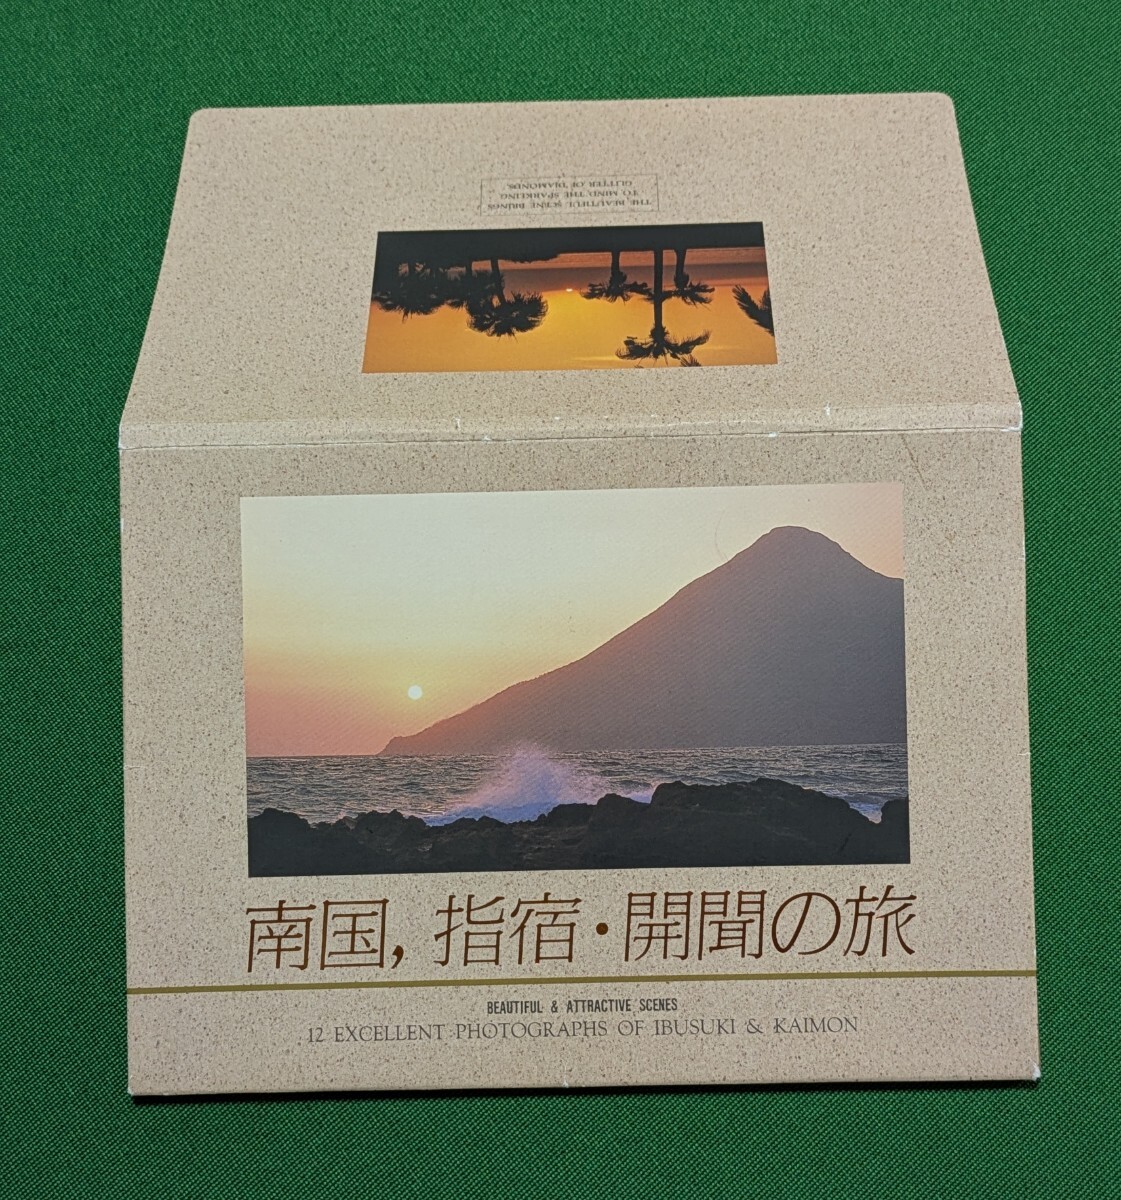 THE BEAUTIFUL SCENE BRINGS
TO MIND THE SPARKLING
GLITTER OF DIAMONDS.
南国，指宿・開聞の旅
BEAUTIFUL & ATTRACTIVE SCENES
12 EXCELLENT PHOTOGRAPHS OF IBUSUKI & KAIMON